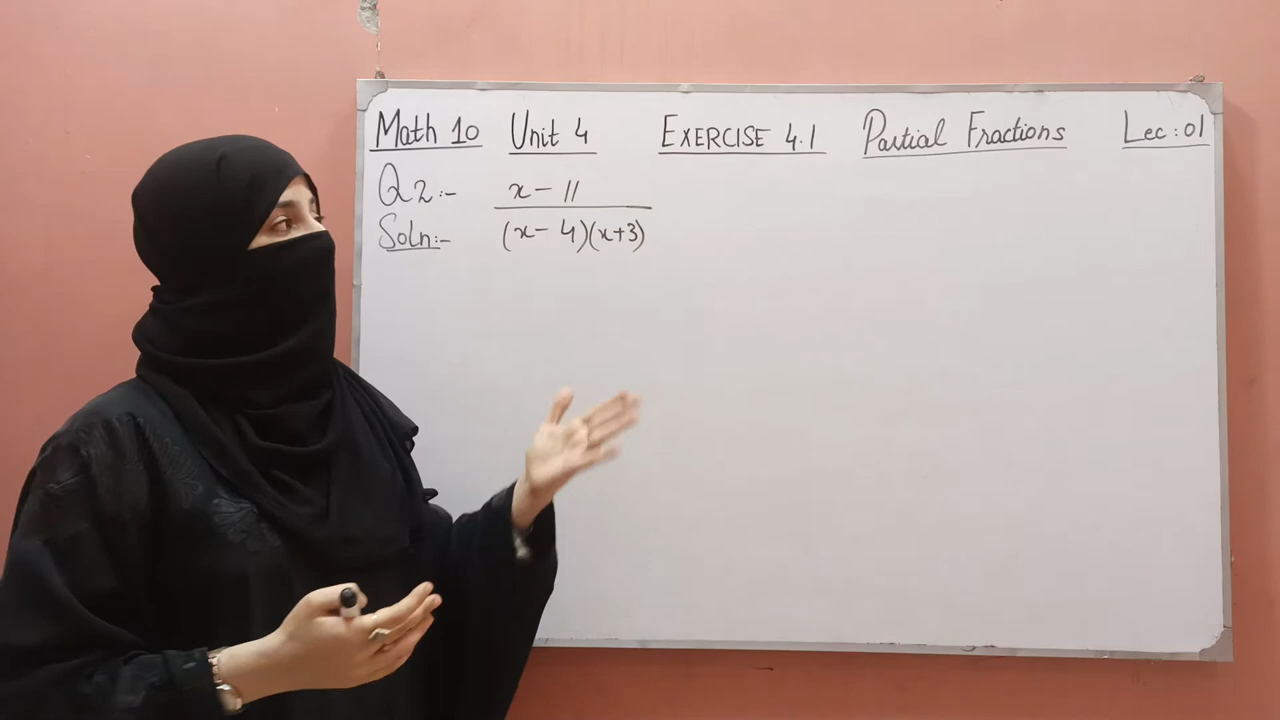 Math 10 Unit 4 EXERCISE 4.1 Partial Fractions Lec:01
Q2:- x - 11
Soln:- (x - 4)(x+3)